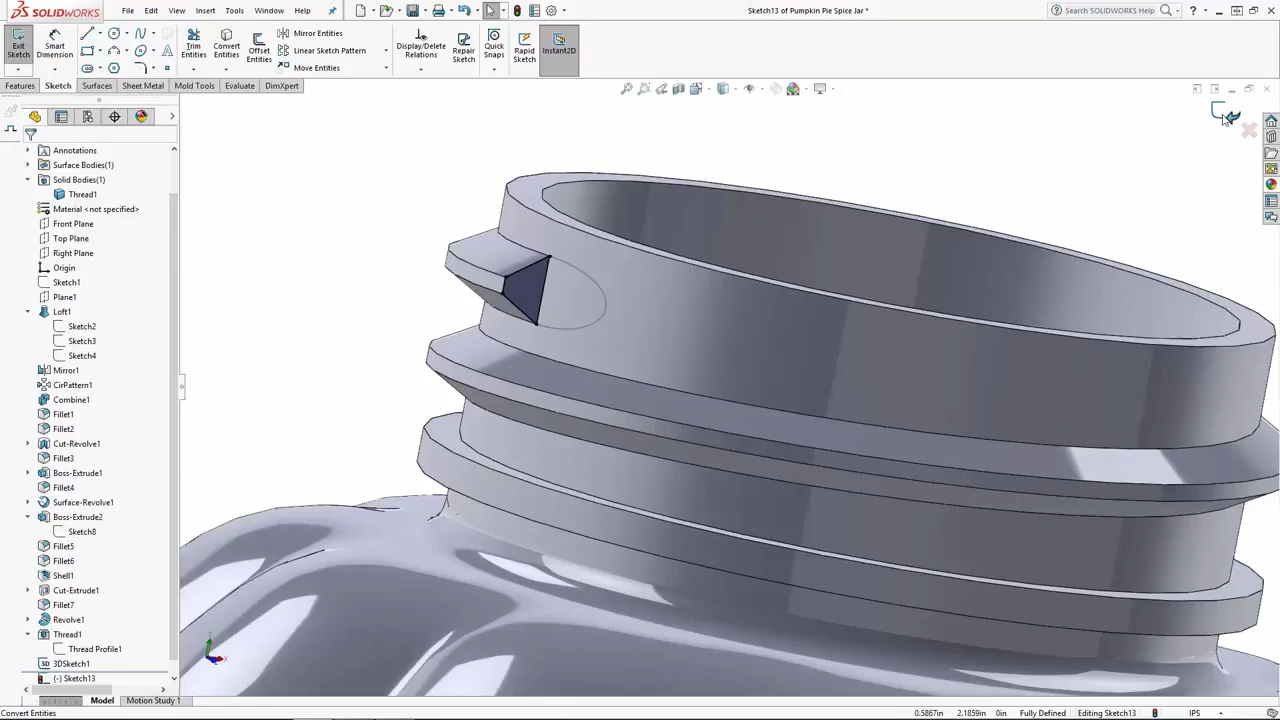 SOLIDWORKS File Edit View Insert Tools Window Help Sketch13 of Pumpkin Pie Spice Jar * Search SOLIDWORKS Help
Exit Sketch
Smart Dimension
Trim Entities
Convert Entities
Offset Entities
Mirror Entities
Linear Sketch Pattern
Move Entities
Display/Delete Relations
Repair Sketch
Quick Snaps
Rapid Sketch
Instant2D
Features Sketch Surfaces Sheet Metal Mold Tools Evaluate DimXpert
Annotations
Surface Bodies(1)
Solid Bodies(1)
Thread1
Material <not specified>
Front Plane
Top Plane
Right Plane
Origin
Sketch1
Plane1
Loft1
Sketch2
Sketch3
Sketch4
Mirror1
CirPattern1
Combine1
Fillet1
Fillet2
Cut-Revolve1
Fillet3
Boss-Extrude1
Fillet4
Surface-Revolve1
Boss-Extrude2
Sketch8
Fillet5
Fillet6
Shell1
Cut-Extrude1
Fillet7
Revolve1
Thread1
Thread Profile1
3D 3DSketch1
(-) Sketch13
Model Motion Study 1
Convert Entities 0.5867in 2.1859in 0in Fully Defined Editing Sketch13 IPS